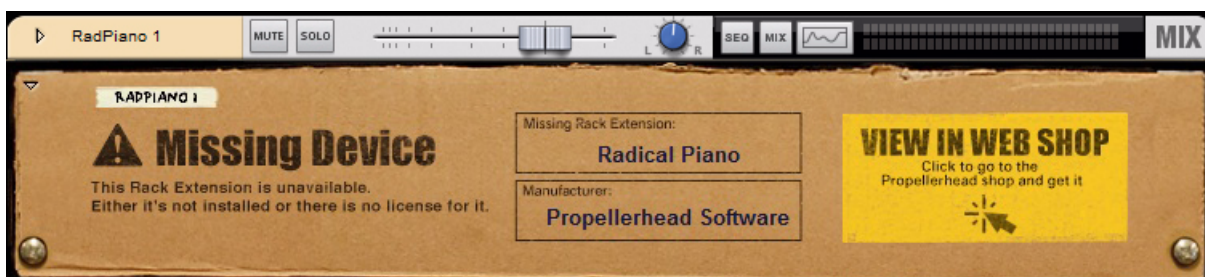 RadPiano 1
MUTE
SOLO
L
R
SEQ
MIX
MIX
RADPIANO 1
Missing Device
This Rack Extension is unavailable.
Either it's not installed or there is no license for it.
Missing Rack Extension:
Radical Piano
Manufacturer:
Propellerhead Software
VIEW IN WEB SHOP
Click to go to the
Propellerhead shop and get it